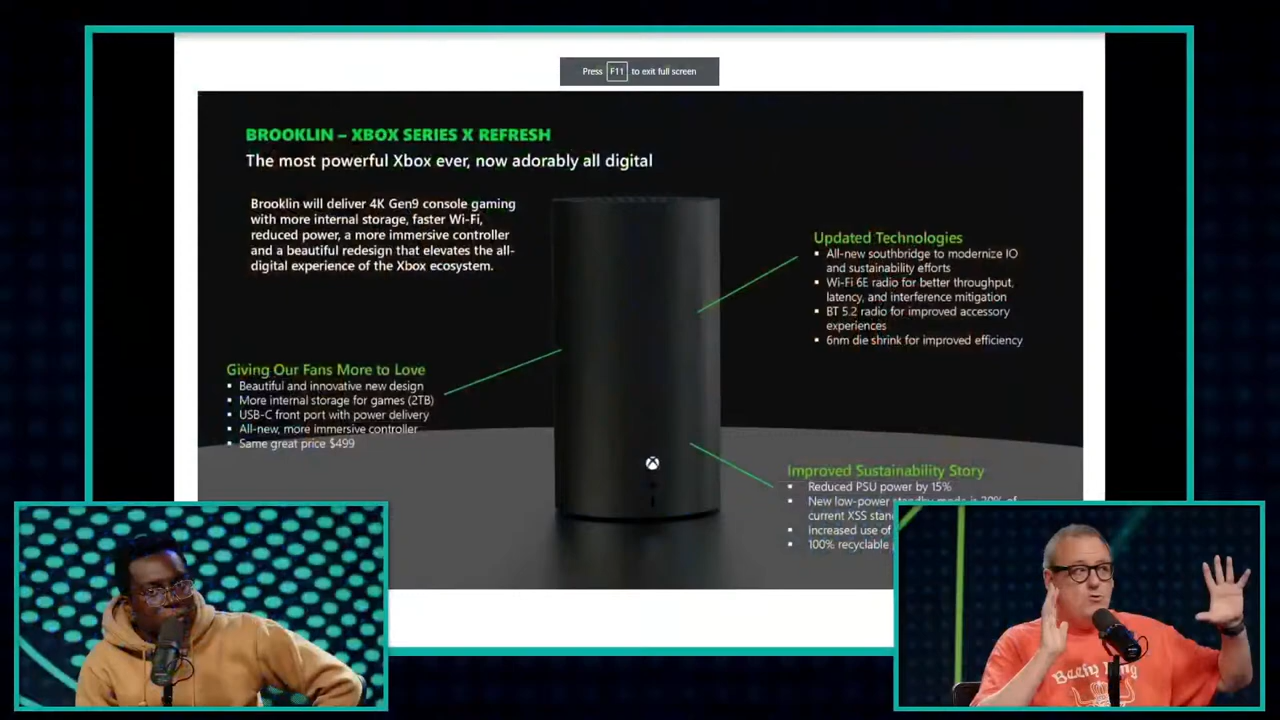 Press F11 to exit full screen
BROOKLIN – XBOX SERIES X REFRESH
The most powerful Xbox ever, now adorably all digital
Brooklin will deliver 4K Gen9 console gaming
with more internal storage, faster Wi-Fi,
reduced power, a more immersive controller
and a beautiful redesign that elevates the all-
digital experience of the Xbox ecosystem.
Updated Technologies
▪ All-new southbridge to modernize IO
and sustainability efforts
▪ Wi-Fi 6E radio for better throughput,
latency, and interference mitigation
▪ BT 5.2 radio for improved accessory
experiences
▪ 6nm die shrink for improved efficiency
Giving Our Fans More to Love
▪ Beautiful and innovative new design
▪ More internal storage for games (2TB)
▪ USB-C front port with power delivery
▪ All-new, more immersive controller
▪ Same great price $499
Improved Sustainability Story
▪ Reduced PSU power by 15%
▪ New low-power standby mode is 20% of
current XSS stan
▪ Increased use of
▪ 100% recyclable